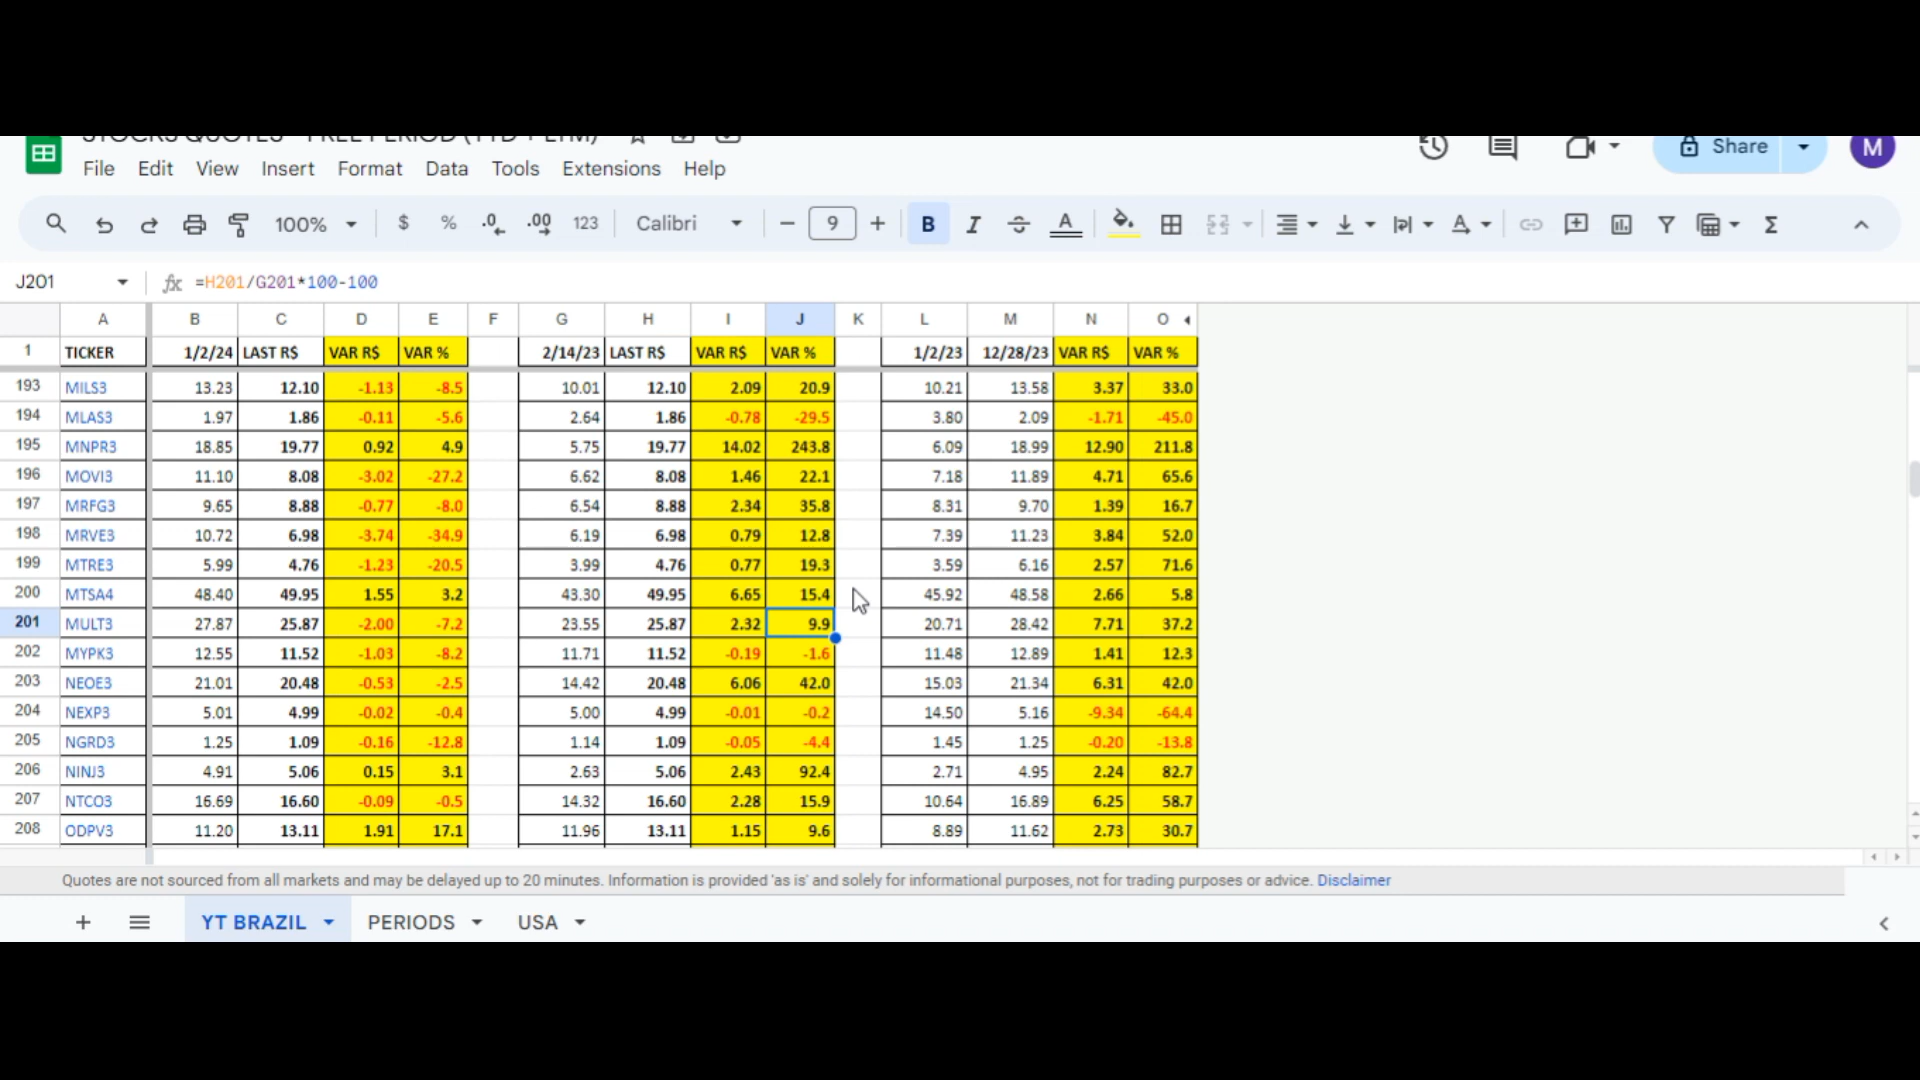 STOCKS QUOTES - FREE PERIOD (YTD + LTM)
File Edit View Insert Format Data Tools Extensions Help
Share M
100% $ % .0 .00 123 Calibri 9 B I A
J201 fx =H201/G201*100-100
A B C D E F G H I J K L M N O
1 TICKER 1/2/24 LAST R$ VAR R$ VAR % 2/14/23 LAST R$ VAR R$ VAR % 1/2/23 12/28/23 VAR R$ VAR %
193 MILS3 13.23 12.10 -1.13 -8.5 10.01 12.10 2.09 20.9 10.21 13.58 3.37 33.0
194 MLAS3 1.97 1.86 -0.11 -5.6 2.64 1.86 -0.78 -29.5 3.80 2.09 -1.71 -45.0
195 MNPR3 18.85 19.77 0.92 4.9 5.75 19.77 14.02 243.8 6.09 18.99 12.90 211.8
196 MOVI3 11.10 8.08 -3.02 -27.2 6.62 8.08 1.46 22.1 7.18 11.89 4.71 65.6
197 MRFG3 9.65 8.88 -0.77 -8.0 6.54 8.88 2.34 35.8 8.31 9.70 1.39 16.7
198 MRVE3 10.72 6.98 -3.74 -34.9 6.19 6.98 0.79 12.8 7.39 11.23 3.84 52.0
199 MTRE3 5.99 4.76 -1.23 -20.5 3.99 4.76 0.77 19.3 3.59 6.16 2.57 71.6
200 MTSA4 48.40 49.95 1.55 3.2 43.30 49.95 6.65 15.4 45.92 48.58 2.66 5.8
201 MULT3 27.87 25.87 -2.00 -7.2 23.55 25.87 2.32 9.9 20.71 28.42 7.71 37.2
202 MYPK3 12.55 11.52 -1.03 -8.2 11.71 11.52 -0.19 -1.6 11.48 12.89 1.41 12.3
203 NEOE3 21.01 20.48 -0.53 -2.5 14.42 20.48 6.06 42.0 15.03 21.34 6.31 42.0
204 NEXP3 5.01 4.99 -0.02 -0.4 5.00 4.99 -0.01 -0.2 14.50 5.16 -9.34 -64.4
205 NGRD3 1.25 1.09 -0.16 -12.8 1.14 1.09 -0.05 -4.4 1.45 1.25 -0.20 -13.8
206 NINJ3 4.91 5.06 0.15 3.1 2.63 5.06 2.43 92.4 2.71 4.95 2.24 82.7
207 NTCO3 16.69 16.60 -0.09 -0.5 14.32 16.60 2.28 15.9 10.64 16.89 6.25 58.7
208 ODPV3 11.20 13.11 1.91 17.1 11.96 13.11 1.15 9.6 8.89 11.62 2.73 30.7
Quotes are not sourced from all markets and may be delayed up to 20 minutes. Information is provided 'as is' and solely for informational purposes, not for trading purposes or advice. Disclaimer
YT BRAZIL PERIODS USA